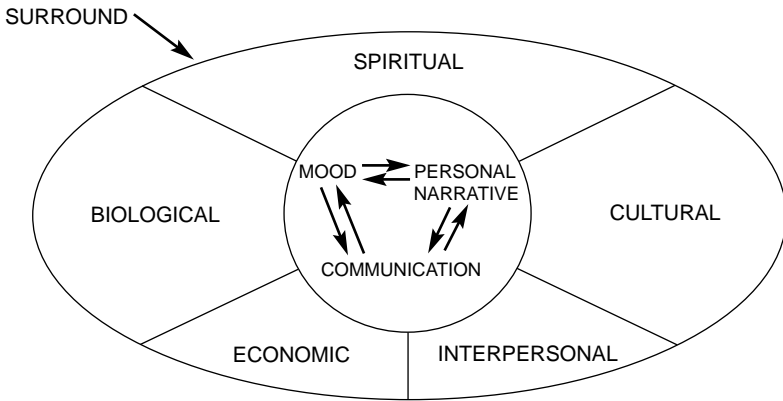 SURROUND
SPIRITUAL
MOOD
PERSONAL
NARRATIVE
BIOLOGICAL
CULTURAL
COMMUNICATION
ECONOMIC
INTERPERSONAL